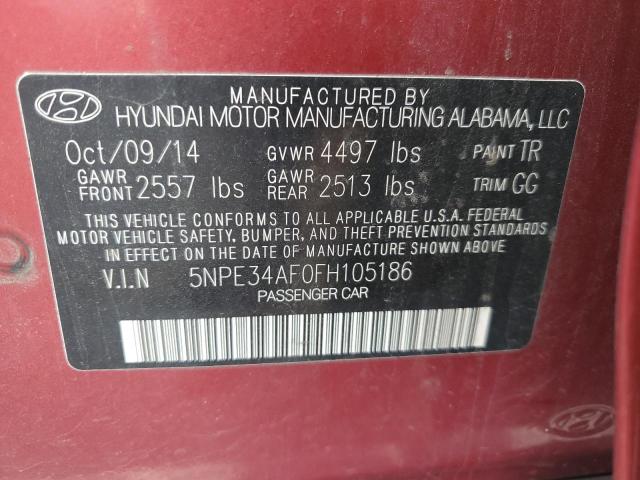 MANUFACTURED BY
HYUNDAI MOTOR MANUFACTURING ALABAMA, LLC
Oct/09/14 GVWR 4497 lbs PAINT TR
GAWR FRONT 2557 lbs GAWR REAR 2513 lbs TRIM GG
THIS VEHICLE CONFORMS TO ALL APPLICABLE U.S.A. FEDERAL
MOTOR VEHICLE SAFETY, BUMPER, AND THEFT PREVENTION STANDARDS
IN EFFECT ON THE DATE OF MANUFACTURE SHOWN ABOVE
V.I.N 5NPE34AF0FH105186
PASSENGER CAR